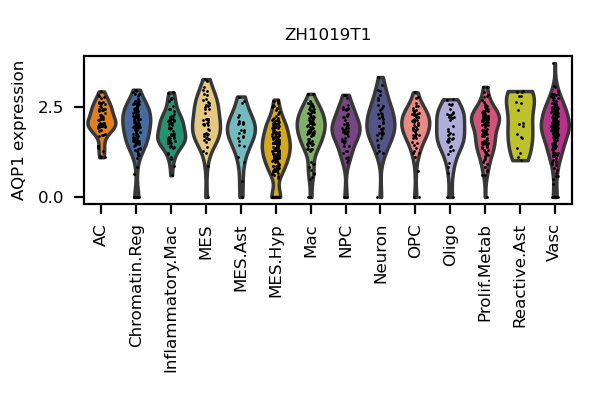 ZH1019T1
AQP1 expression
2.5
0.0
AC
Chromatin.Reg
Inflammatory.Mac
MES
MES.Ast
MES.Hyp
Mac
NPC
Neuron
OPC
Oligo
Prolif.Metab
Reactive.Ast
Vasc